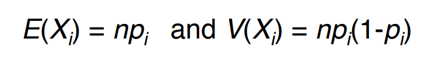 E(Xᵢ) = npᵢ and V(Xᵢ) = npᵢ(1-pᵢ)